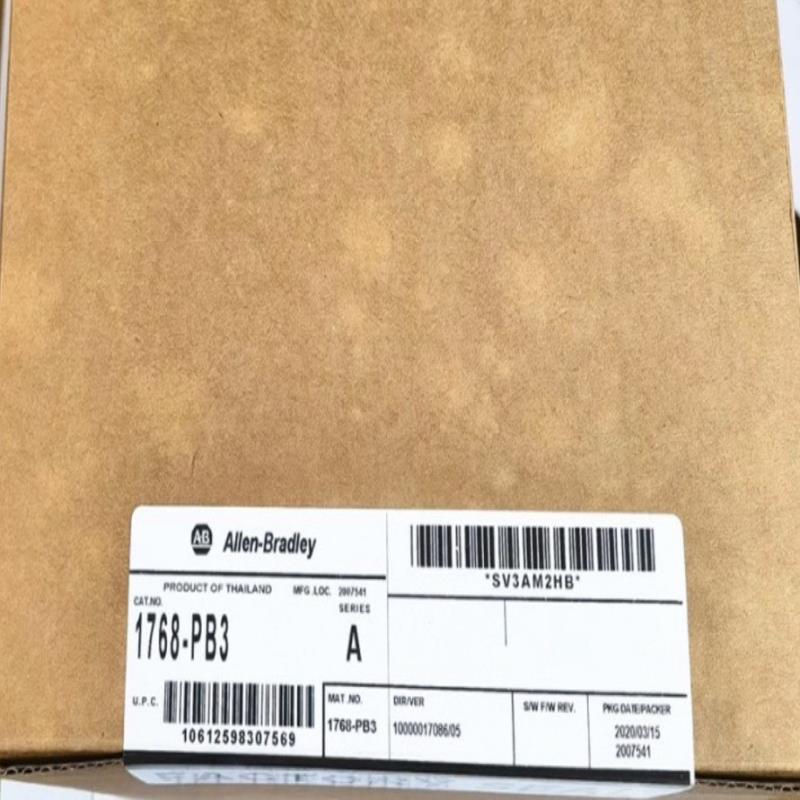 AB Allen-Bradley
*SV3AM2HB*
PRODUCT OF THAILAND MFG .LOC. 2007541
CAT.NO. SERIES
1768-PB3 A
U.P.C.
10612598307569
MAT .NO. DIR/VER S/W F/W REV. PKG DATE/PACKER
1768-PB3 10000017086/05 2020/03/15
2007541